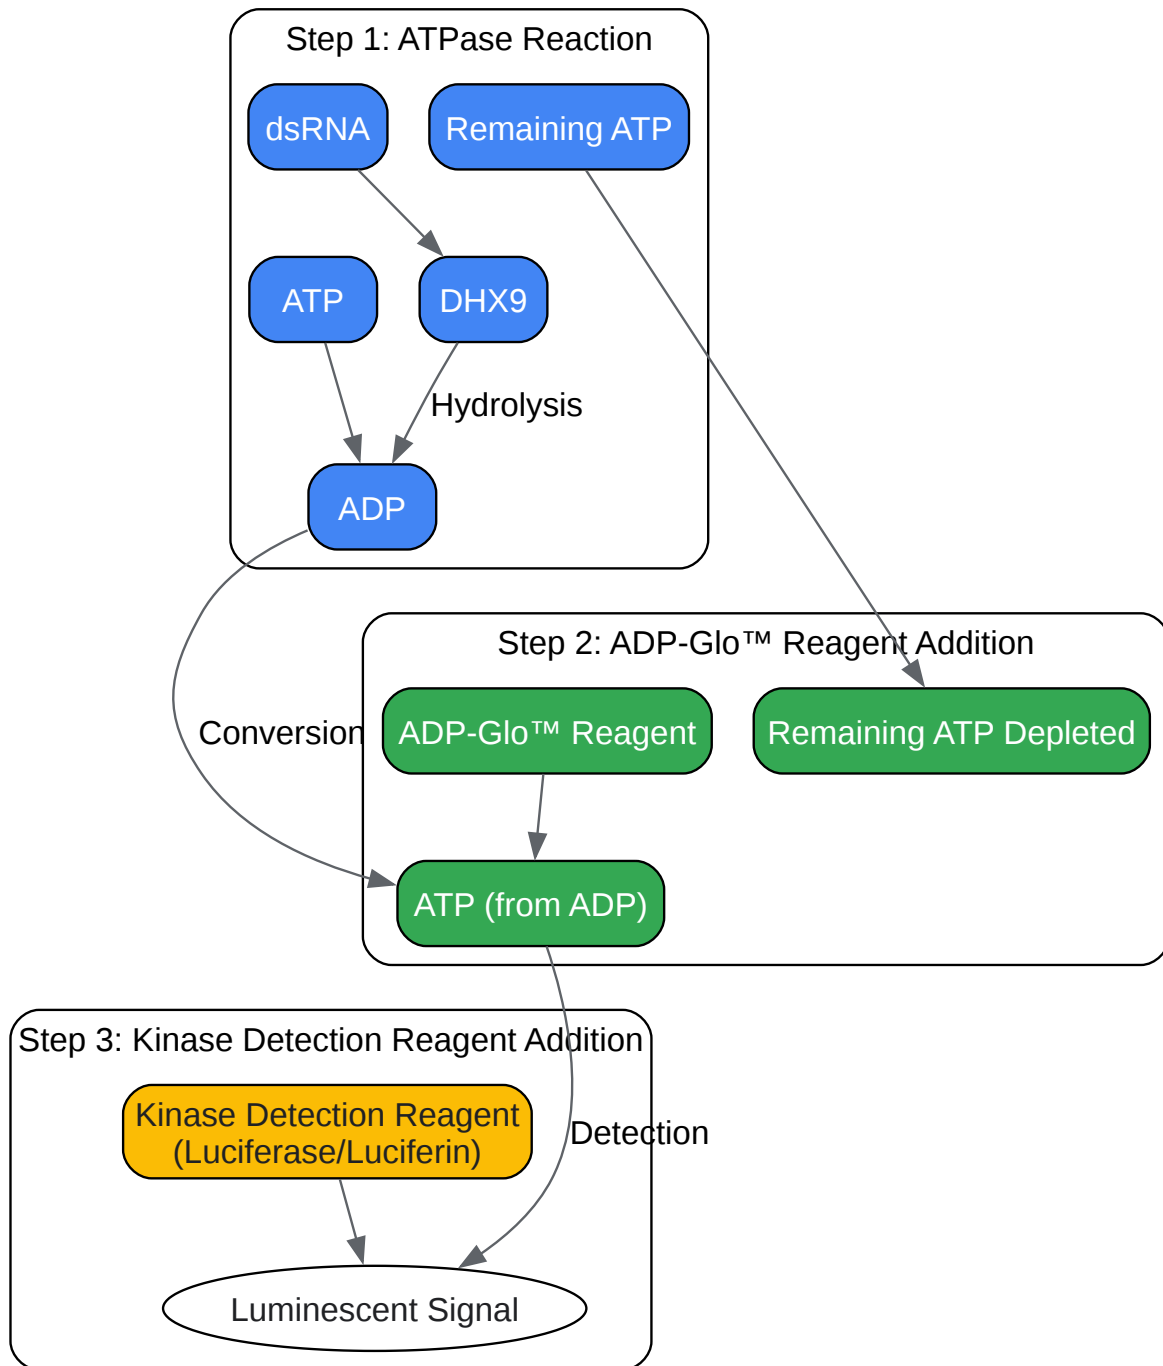 Step 1: ATPase Reaction
dsRNA
Remaining ATP
ATP
DHX9
Hydrolysis
ADP
Step 2: ADP-Glo™ Reagent Addition
Conversion
ADP-Glo™ Reagent
Remaining ATP Depleted
ATP (from ADP)
Step 3: Kinase Detection Reagent Addition
Kinase Detection Reagent
(Luciferase/Luciferin)
Detection
Luminescent Signal